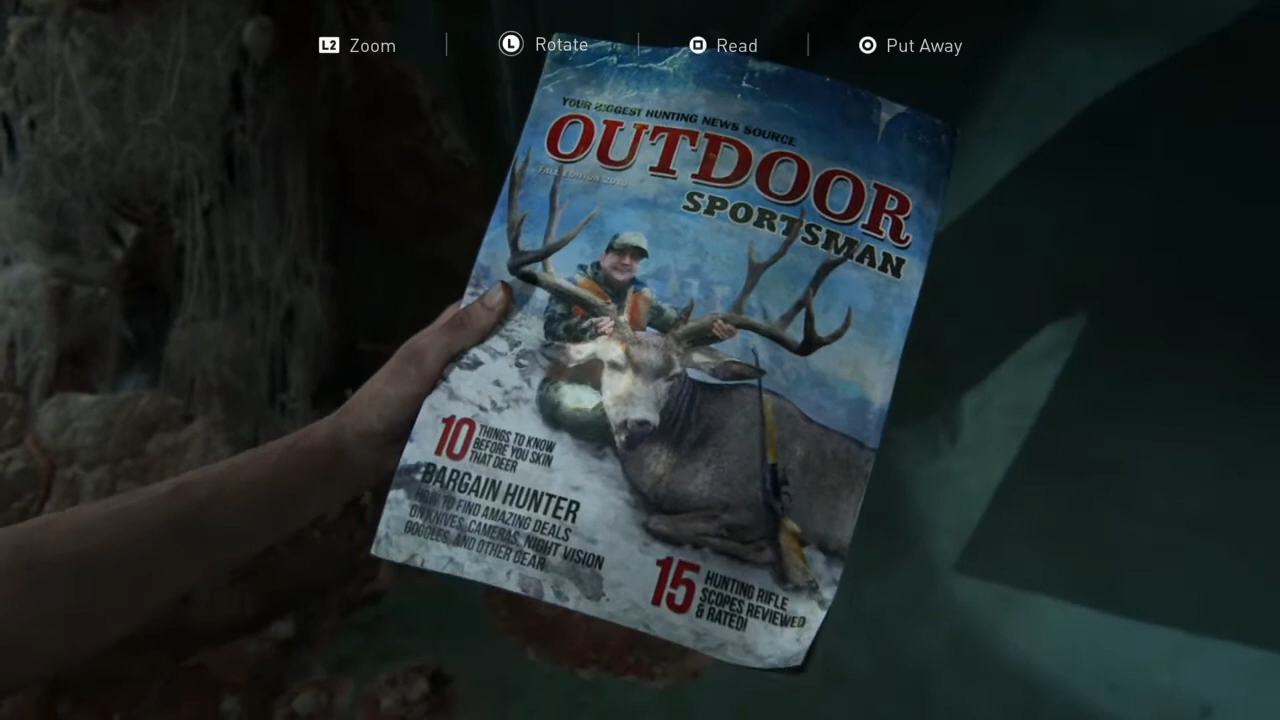 L2 Zoom L Rotate Read Put Away
YOUR BIGGEST HUNTING NEWS SOURCE
OUTDOOR
FALL EDITION
SPORTSMAN
10 THINGS TO KNOW
BEFORE YOU SKIN
THAT DEER
BARGAIN HUNTER
HOW TO FIND AMAZING DEALS
ON KNIVES, CAMERAS, NIGHT VISION
GOGGLES, AND OTHER GEAR
15 HUNTING RIFLE
SCOPES REVIEWED
& RATED!